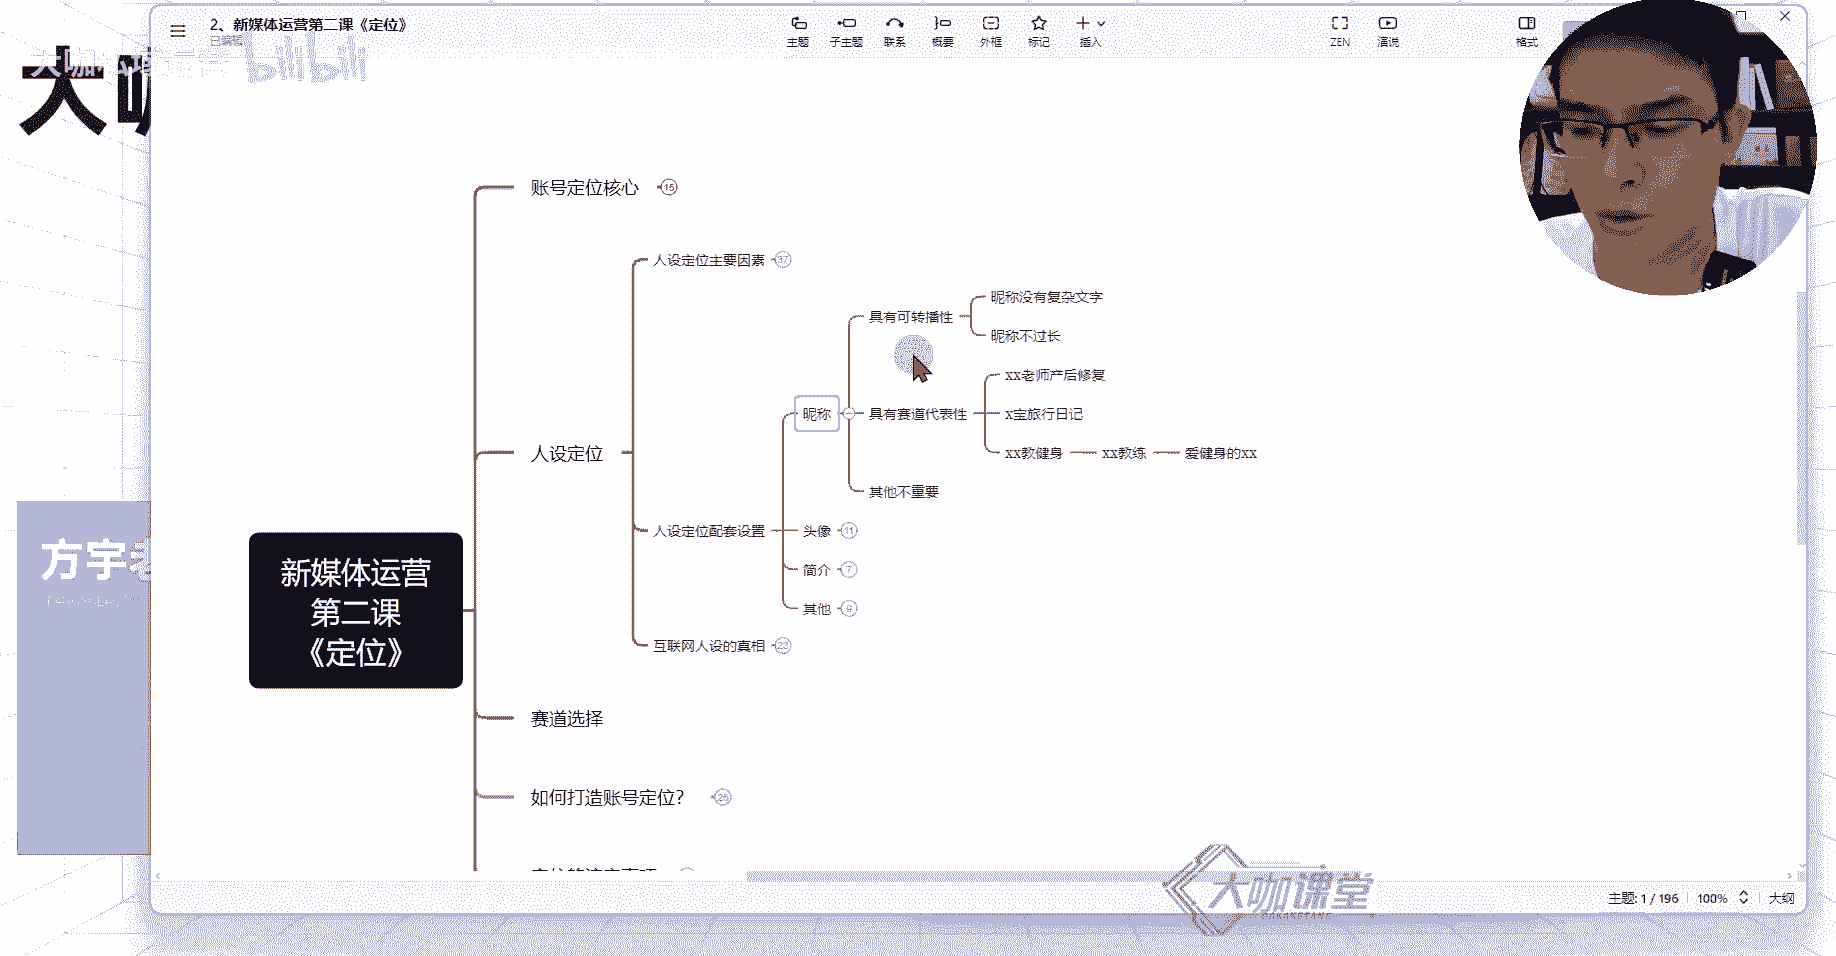 2、新媒体运营第二课《定位》
已编辑
主题
子主题
联系
概要
外框
标记
插入
ZEN
演说
格式
bilibili
大咖
方宇老
账号定位核心
15
人设定位主要因素
37
昵称没有复杂文字
具有可转播性
昵称不过长
xx老师产后修复
昵称
具有赛道代表性
x宝旅行日记
xx教健身
xx教练
爱健身的xx
人设定位
其他不重要
人设定位配套设置
头像
11
简介
7
其他
9
互联网人设的真相
23
新媒体运营
第二课
《定位》
赛道选择
如何打造账号定位？
25
大咖课堂
DAKAKETANG
主题: 1 / 196
100%
大纲